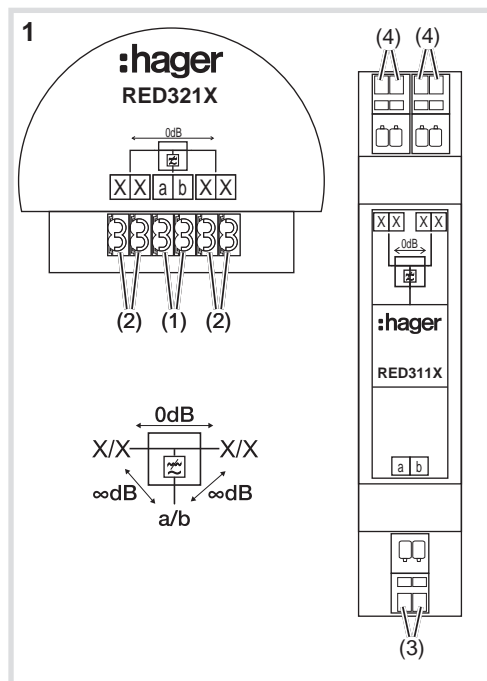 1
:hager
RED321X
0dB
X X a b X X
(2) (1) (2)
0dB
X/X X/X
∞dB ∞dB
a/b
(4) (4)
X X X X
0dB
:hager
RED311X
a b
(3)